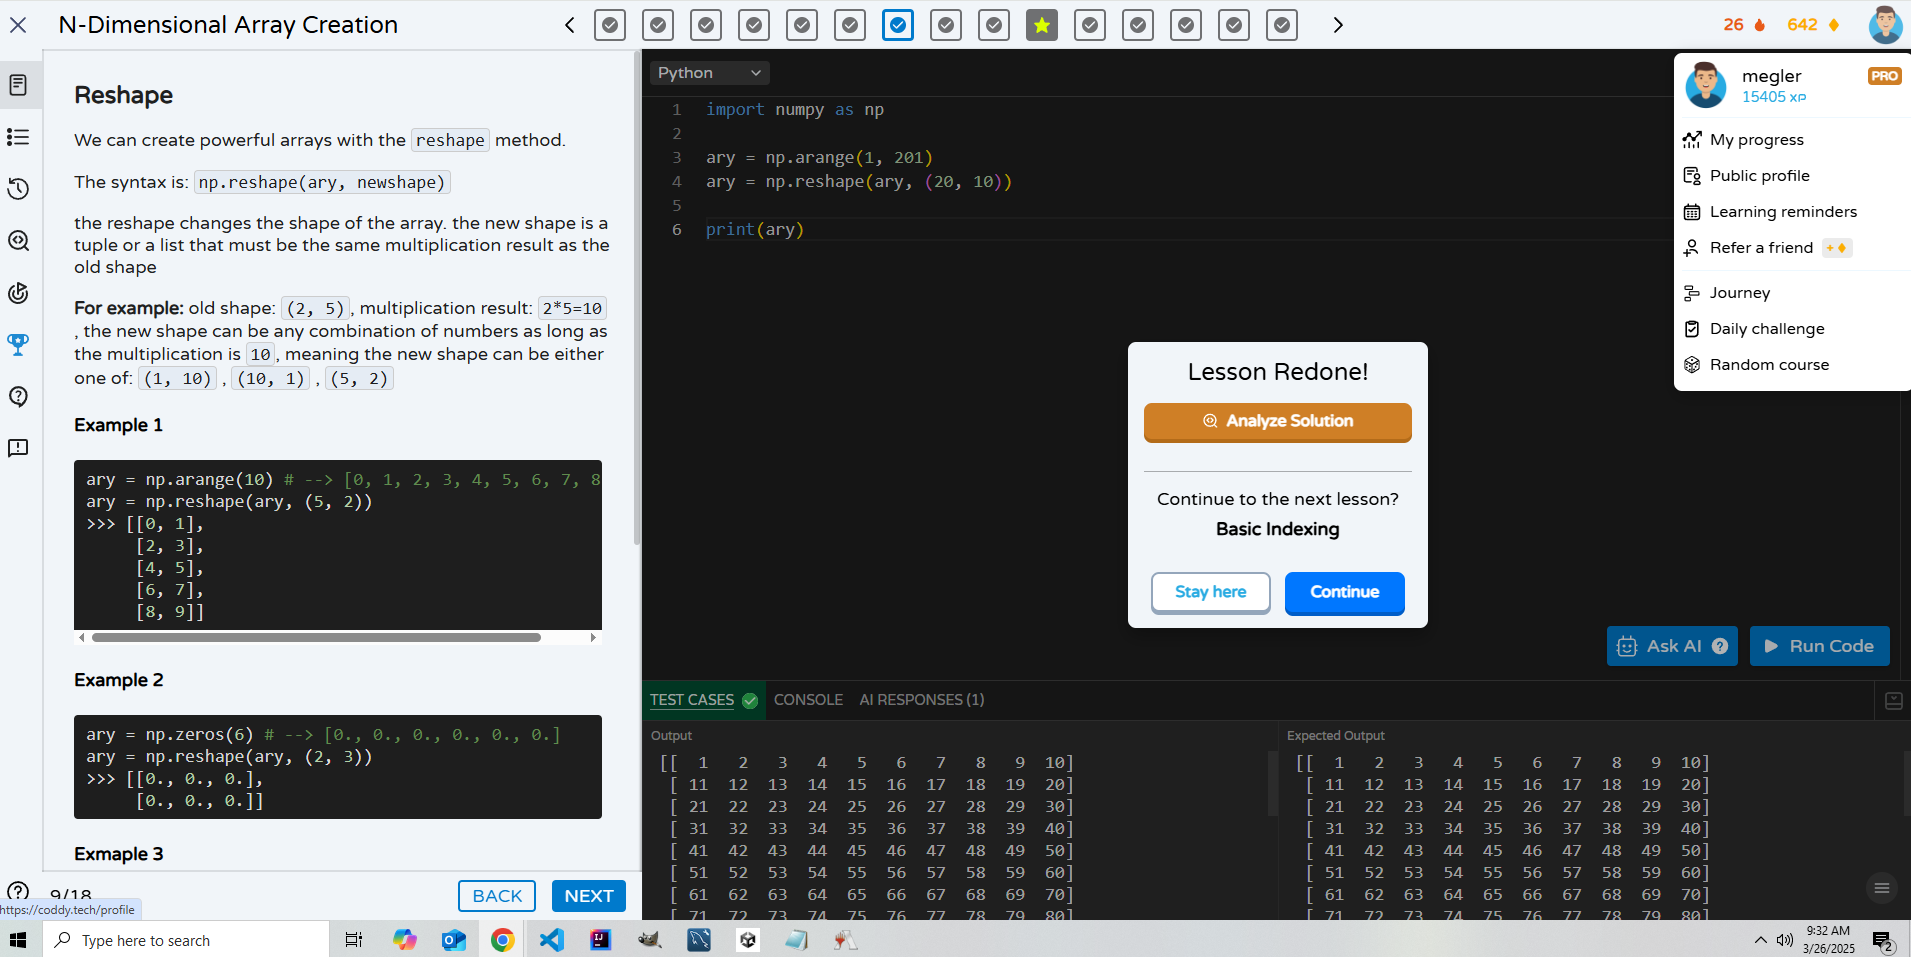 N-Dimensional Array Creation
26
642
Reshape
We can create powerful arrays with the reshape method.
The syntax is: np.reshape(ary, newshape)
the reshape changes the shape of the array. the new shape is a
tuple or a list that must be the same multiplication result as the
old shape
For example: old shape: (2, 5), multiplication result: 2*5=10
, the new shape can be any combination of numbers as long as
the multiplication is 10, meaning the new shape can be either
one of: (1, 10), (10, 1), (5, 2)
Example 1
ary = np.arange(10) # --> [0, 1, 2, 3, 4, 5, 6, 7, 8
ary = np.reshape(ary, (5, 2))
>>> [[0, 1],
[2, 3],
[4, 5],
[6, 7],
[8, 9]]
Example 2
ary = np.zeros(6) # --> [0., 0., 0., 0., 0., 0.]
ary = np.reshape(ary, (2, 3))
>>> [[0., 0., 0.],
[0., 0., 0.]]
Exmaple 3
9/18
BACK
NEXT
https://coddy.tech/profile
Python
1 import numpy as np
2
3 ary = np.arange(1, 201)
4 ary = np.reshape(ary, (20, 10))
5
6 print(ary)
megler
PRO
15405 XP
My progress
Public profile
Learning reminders
Refer a friend +
Journey
Daily challenge
Random course
Lesson Redone!
Analyze Solution
Continue to the next lesson?
Basic Indexing
Stay here
Continue
Ask AI ?
Run Code
TEST CASES
CONSOLE
AI RESPONSES (1)
Output
[[ 1 2 3 4 5 6 7 8 9 10]
[ 11 12 13 14 15 16 17 18 19 20]
[ 21 22 23 24 25 26 27 28 29 30]
[ 31 32 33 34 35 36 37 38 39 40]
[ 41 42 43 44 45 46 47 48 49 50]
[ 51 52 53 54 55 56 57 58 59 60]
[ 61 62 63 64 65 66 67 68 69 70]
[ 71 72 73 74 75 76 77 78 79 80]
Expected Output
[[ 1 2 3 4 5 6 7 8 9 10]
[ 11 12 13 14 15 16 17 18 19 20]
[ 21 22 23 24 25 26 27 28 29 30]
[ 31 32 33 34 35 36 37 38 39 40]
[ 41 42 43 44 45 46 47 48 49 50]
[ 51 52 53 54 55 56 57 58 59 60]
[ 61 62 63 64 65 66 67 68 69 70]
[ 71 72 73 74 75 76 77 78 79 80]
Type here to search
9:32 AM
3/26/2025
2